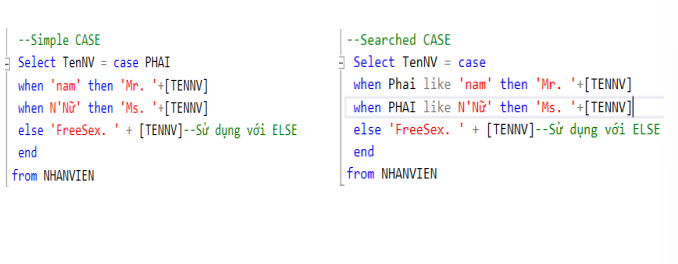 --Simple CASE
Select TenNV = case PHAI
when 'nam' then 'Mr. '+[TENNV]
when N'Nữ' then 'Ms. '+[TENNV]
else 'FreeSex. ' + [TENNV]--Sử dụng với ELSE
end
from NHANVIEN
--Searched CASE
Select TenNV = case
when Phai like 'nam' then 'Mr. '+[TENNV]
when PHAI like N'Nữ' then 'Ms. '+[TENNV]
else 'FreeSex. ' + [TENNV]--Sử dụng với ELSE
end
from NHANVIEN